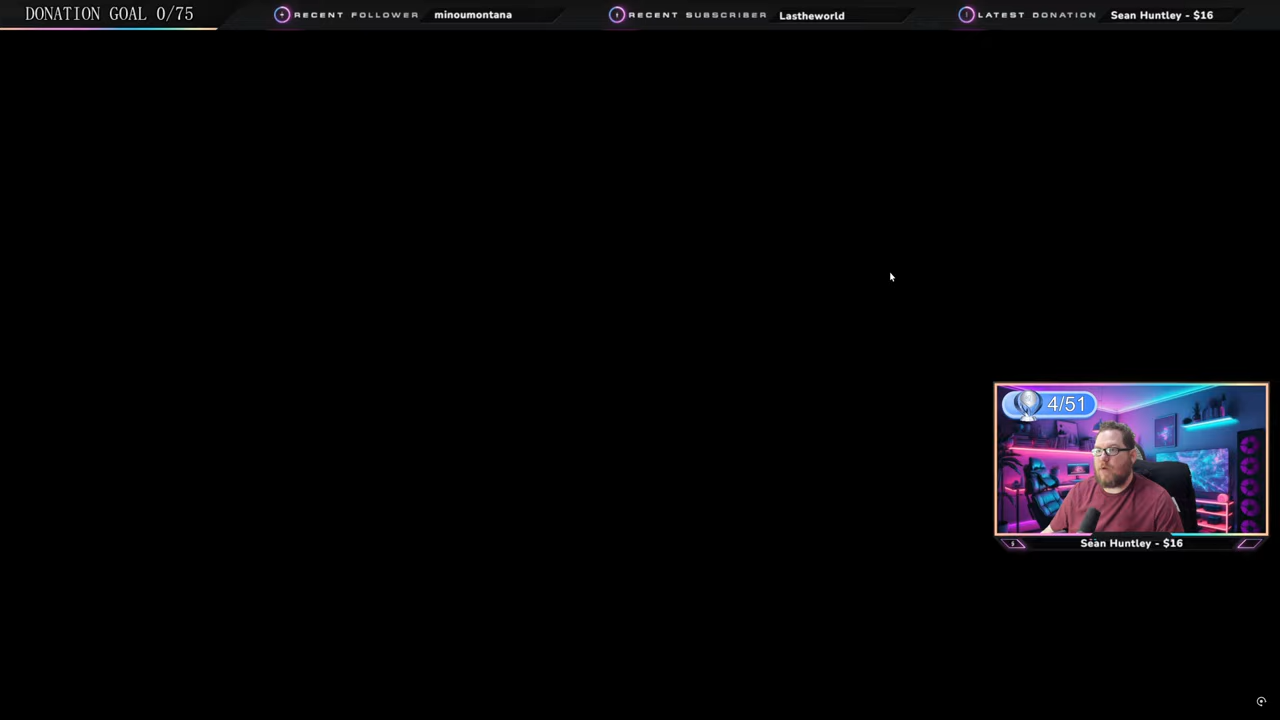 DONATION GOAL 0/75
RECENT FOLLOWER minoumontana
RECENT SUBSCRIBER Lastheworld
LATEST DONATION Sean Huntley - $16
4/51
Sean Huntley - $16